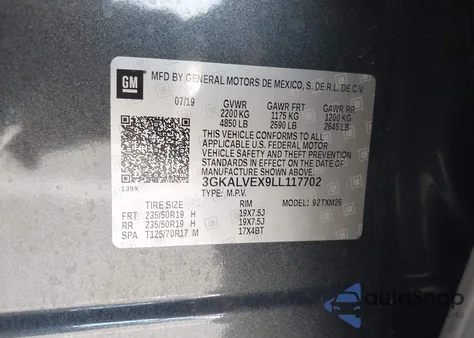 GM
MFD BY GENERAL MOTORS DE MEXICO, S. DE R.L. DE C.V.
07/19 GVWR GAWR FRT GAWR RR
2200 KG 1175 KG 1200 KG
4850 LB 2590 LB 2645 LB
THIS VEHICLE CONFORMS TO ALL
APPLICABLE U.S. FEDERAL MOTOR
VEHICLE SAFETY AND THEFT PREVENTION
STANDARDS IN EFFECT ON THE DATE OF
MANUFACTURE SHOWN ABOVE.
138X 3GKALVEX9LL117702
TYPE: M.P.V. MODEL: 92TXM26
TIRE SIZE RIM
FRT 235/50R19 H 19X7.5J
RR 235/50R19 H 19X7.5J
SPA T125/70R17 M 17X4BT
autoSnap